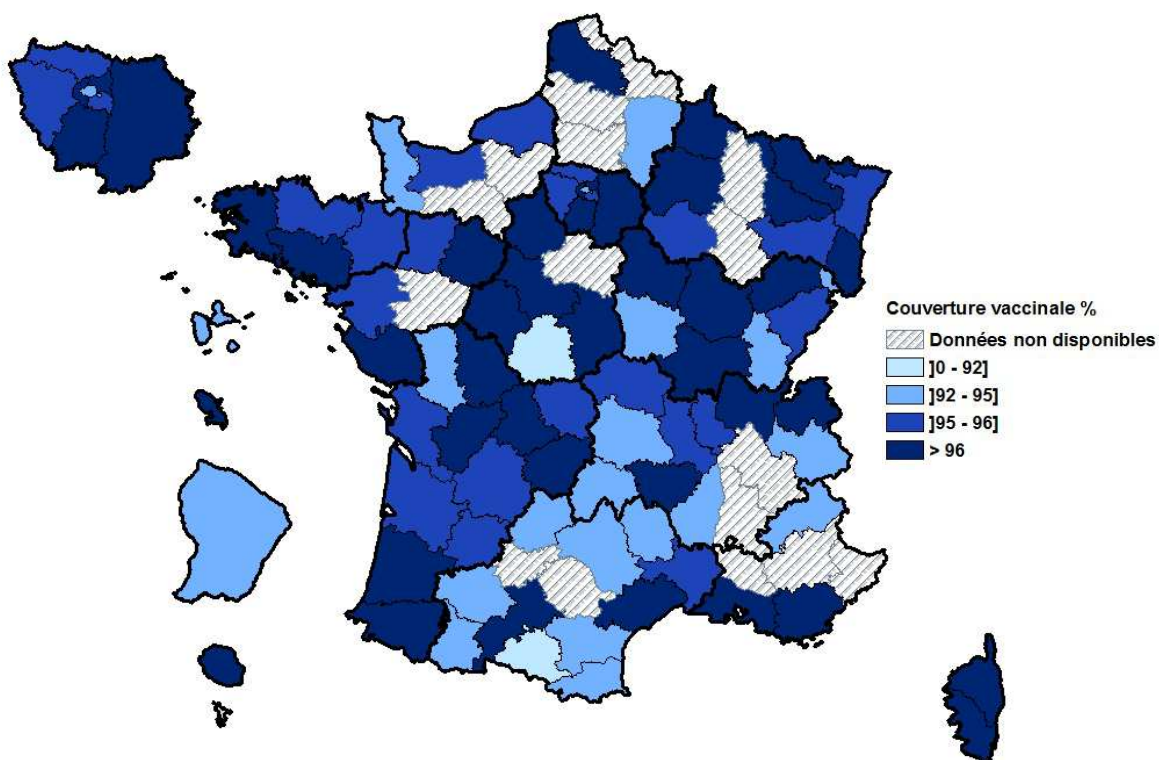 Couverture vaccinale %
Données non disponibles
]0 - 92]
]92 - 95]
]95 - 96]
> 96